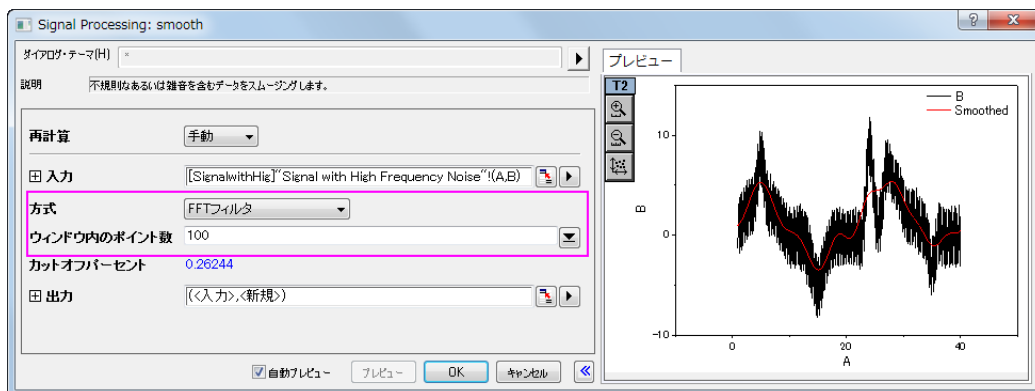 Signal Processing: smooth
ダイアログ・テーマ(H) *
説明 不規則なあるいは雑音を含むデータをスムージングします。
再計算 手動
入力 [SignalwithHig]"Signal with High Frequency Noise"!(A,B)
方式 FFTフィルタ
ウィンドウ内のポイント数 100
カットオフパーセント 0.26244
出力 (<入力>,<新規>)
自動プレビュー プレビュー OK キャンセル
プレビュー
T2
B
Smoothed
10
0
-10
B
0 20 40
A